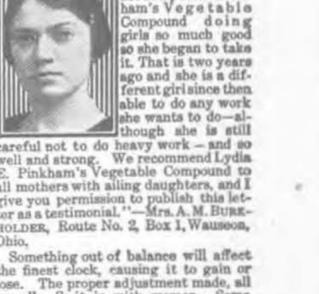 ham's Vegetable
Compound doing
girls so much good
so she began to take
it. That is two years
ago and she is a dif-
ferent girl since then
able to do any work
she wants to do—al-
though she is still
careful not to do heavy work — and so
well and strong. We recommend Lydia
E. Pinkham's Vegetable Compound to
all mothers with ailing daughters, and I
give you permission to publish this let-
ter as a testimonial."—Mrs. A. M. BURK-
HOLDER, Route No. 2, Box 1, Wauseon,
Ohio.
Something out of balance will affect
the finest clock, causing it to gain or
lose. The proper adjustment made, all